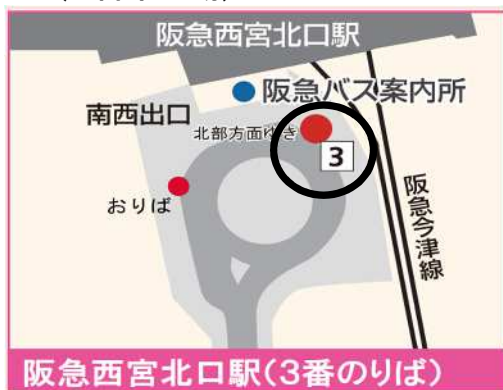 阪急西宮北口駅
阪急バス案内所
南西出口
北部方面ゆき
3
おりば
阪急今津線
阪急西宮北口駅(3番のりば)